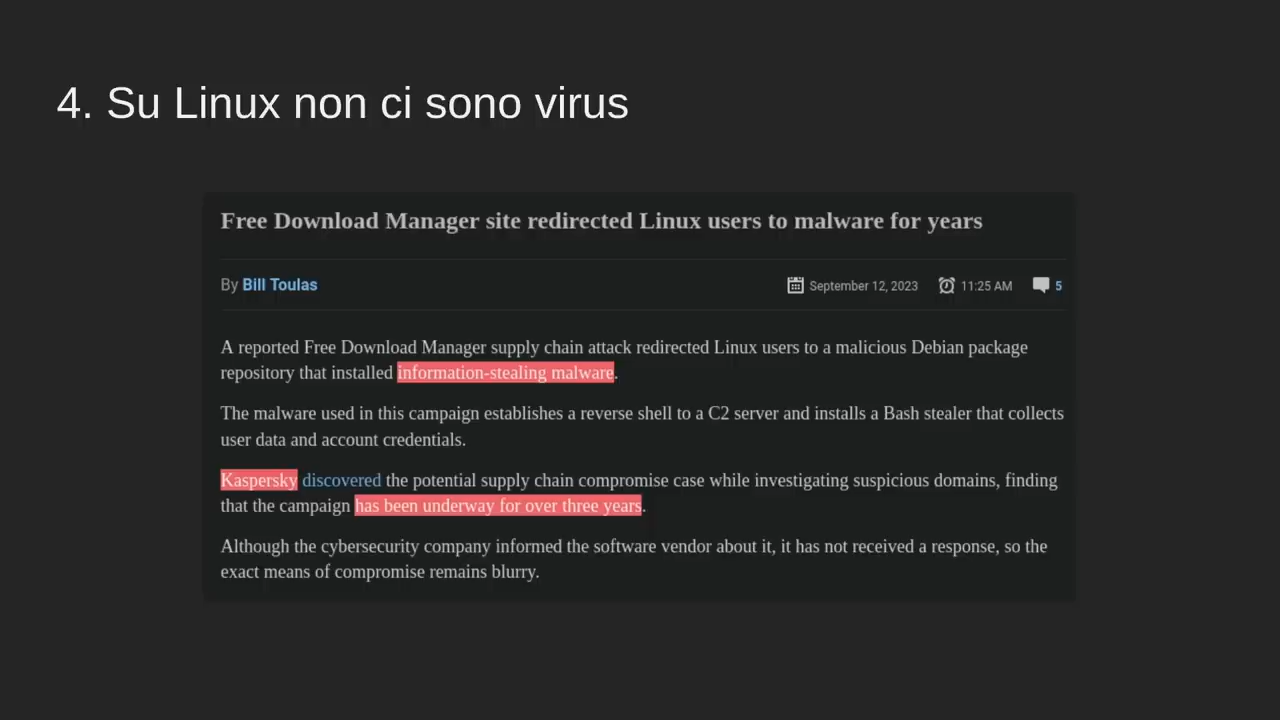 4. Su Linux non ci sono virus
Free Download Manager site redirected Linux users to malware for years
By Bill Toulas September 12, 2023 11:25 AM 5
A reported Free Download Manager supply chain attack redirected Linux users to a malicious Debian package
repository that installed information-stealing malware.
The malware used in this campaign establishes a reverse shell to a C2 server and installs a Bash stealer that collects
user data and account credentials.
Kaspersky discovered the potential supply chain compromise case while investigating suspicious domains, finding
that the campaign has been underway for over three years.
Although the cybersecurity company informed the software vendor about it, it has not received a response, so the
exact means of compromise remains blurry.